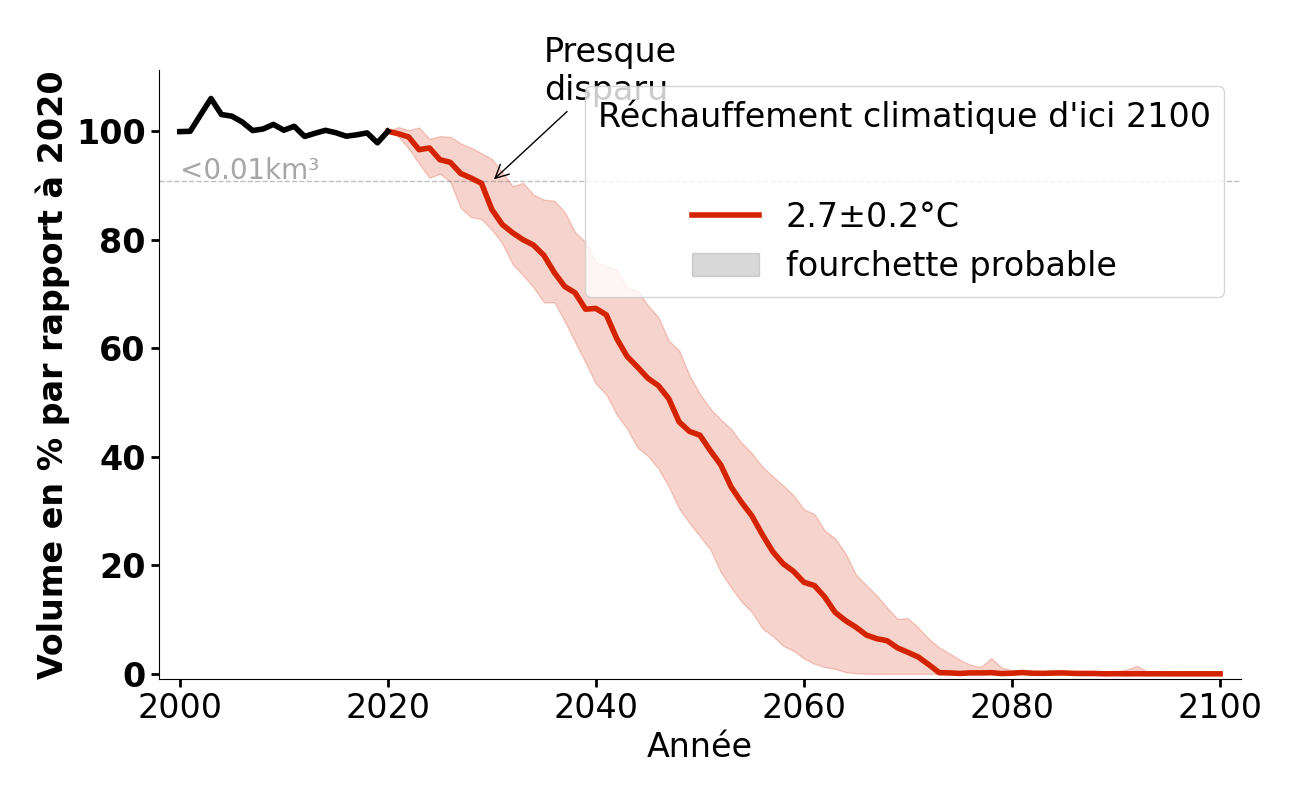 Presque
disparu
Réchauffement climatique d'ici 2100
2.7±0.2°C
fourchette probable
<0.01km³
Volume en % par rapport à 2020
100
80
60
40
20
0
2000 2020 2040 2060 2080 2100
Année